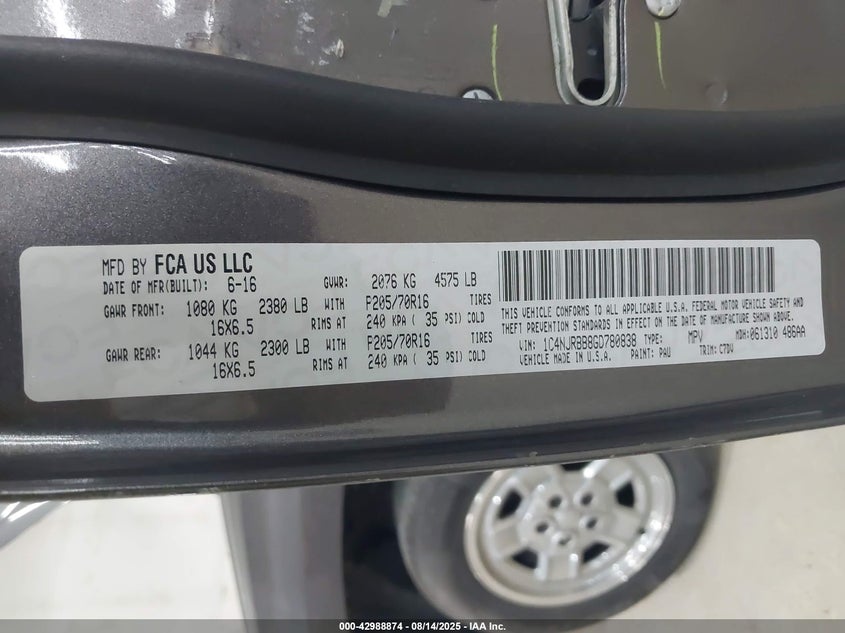 MFD BY FCA US LLC
DATE OF MFR(BUILT): 6-16 GVWR: 2076 KG 4575 LB
GAWR FRONT: 1080 KG 2380 LB WITH P205/70R16 TIRES
16X6.5 RIMS AT 240 KPA ( 35 PSI) COLD
GAWR REAR: 1044 KG 2300 LB WITH P205/70R16 TIRES
16X6.5 RIMS AT 240 KPA ( 35 PSI) COLD
THIS VEHICLE CONFORMS TO ALL APPLICABLE U.S.A. FEDERAL MOTOR VEHICLE SAFETY AND
THEFT PREVENTION STANDARDS IN EFFECT ON THE DATE OF MANUFACTURE SHOWN ABOVE.
VIN: 1C4NJRBB8GD780838 TYPE: MPV MDH:061310 486AA
VEHICLE MADE IN U.S.A. PAINT: PAU TRIM: C7DV
000-42988874 - 08/14/2025 - IAA Inc.